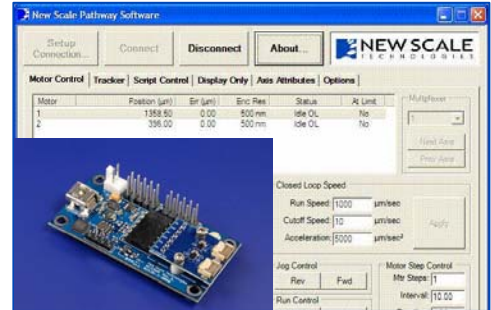 New Scale Pathway Software
Setup Connection...
Connect
Disconnect
About...
NEW SCALE
TECHNOLOGIES
Motor Control Tracker Script Control Display Only Axis Attributes Options
Motor Position (µm) Err (µm) Enc Res Status At Limit
1 1358.50 0.00 500 nm Idle OL No
2 336.00 0.00 500 nm Idle OL No
Multiplexer
1
Next Axis
Prev Axis
Closed Loop Speed
Run Speed: 1000 µm/sec
Cutoff Speed: 10 µm/sec
Acceleration: 5000 µm/sec²
Apply
Jog Control
Rev Fwd
Motor Step Control
Mtr Steps: 1
Interval: 10.00
Run Control